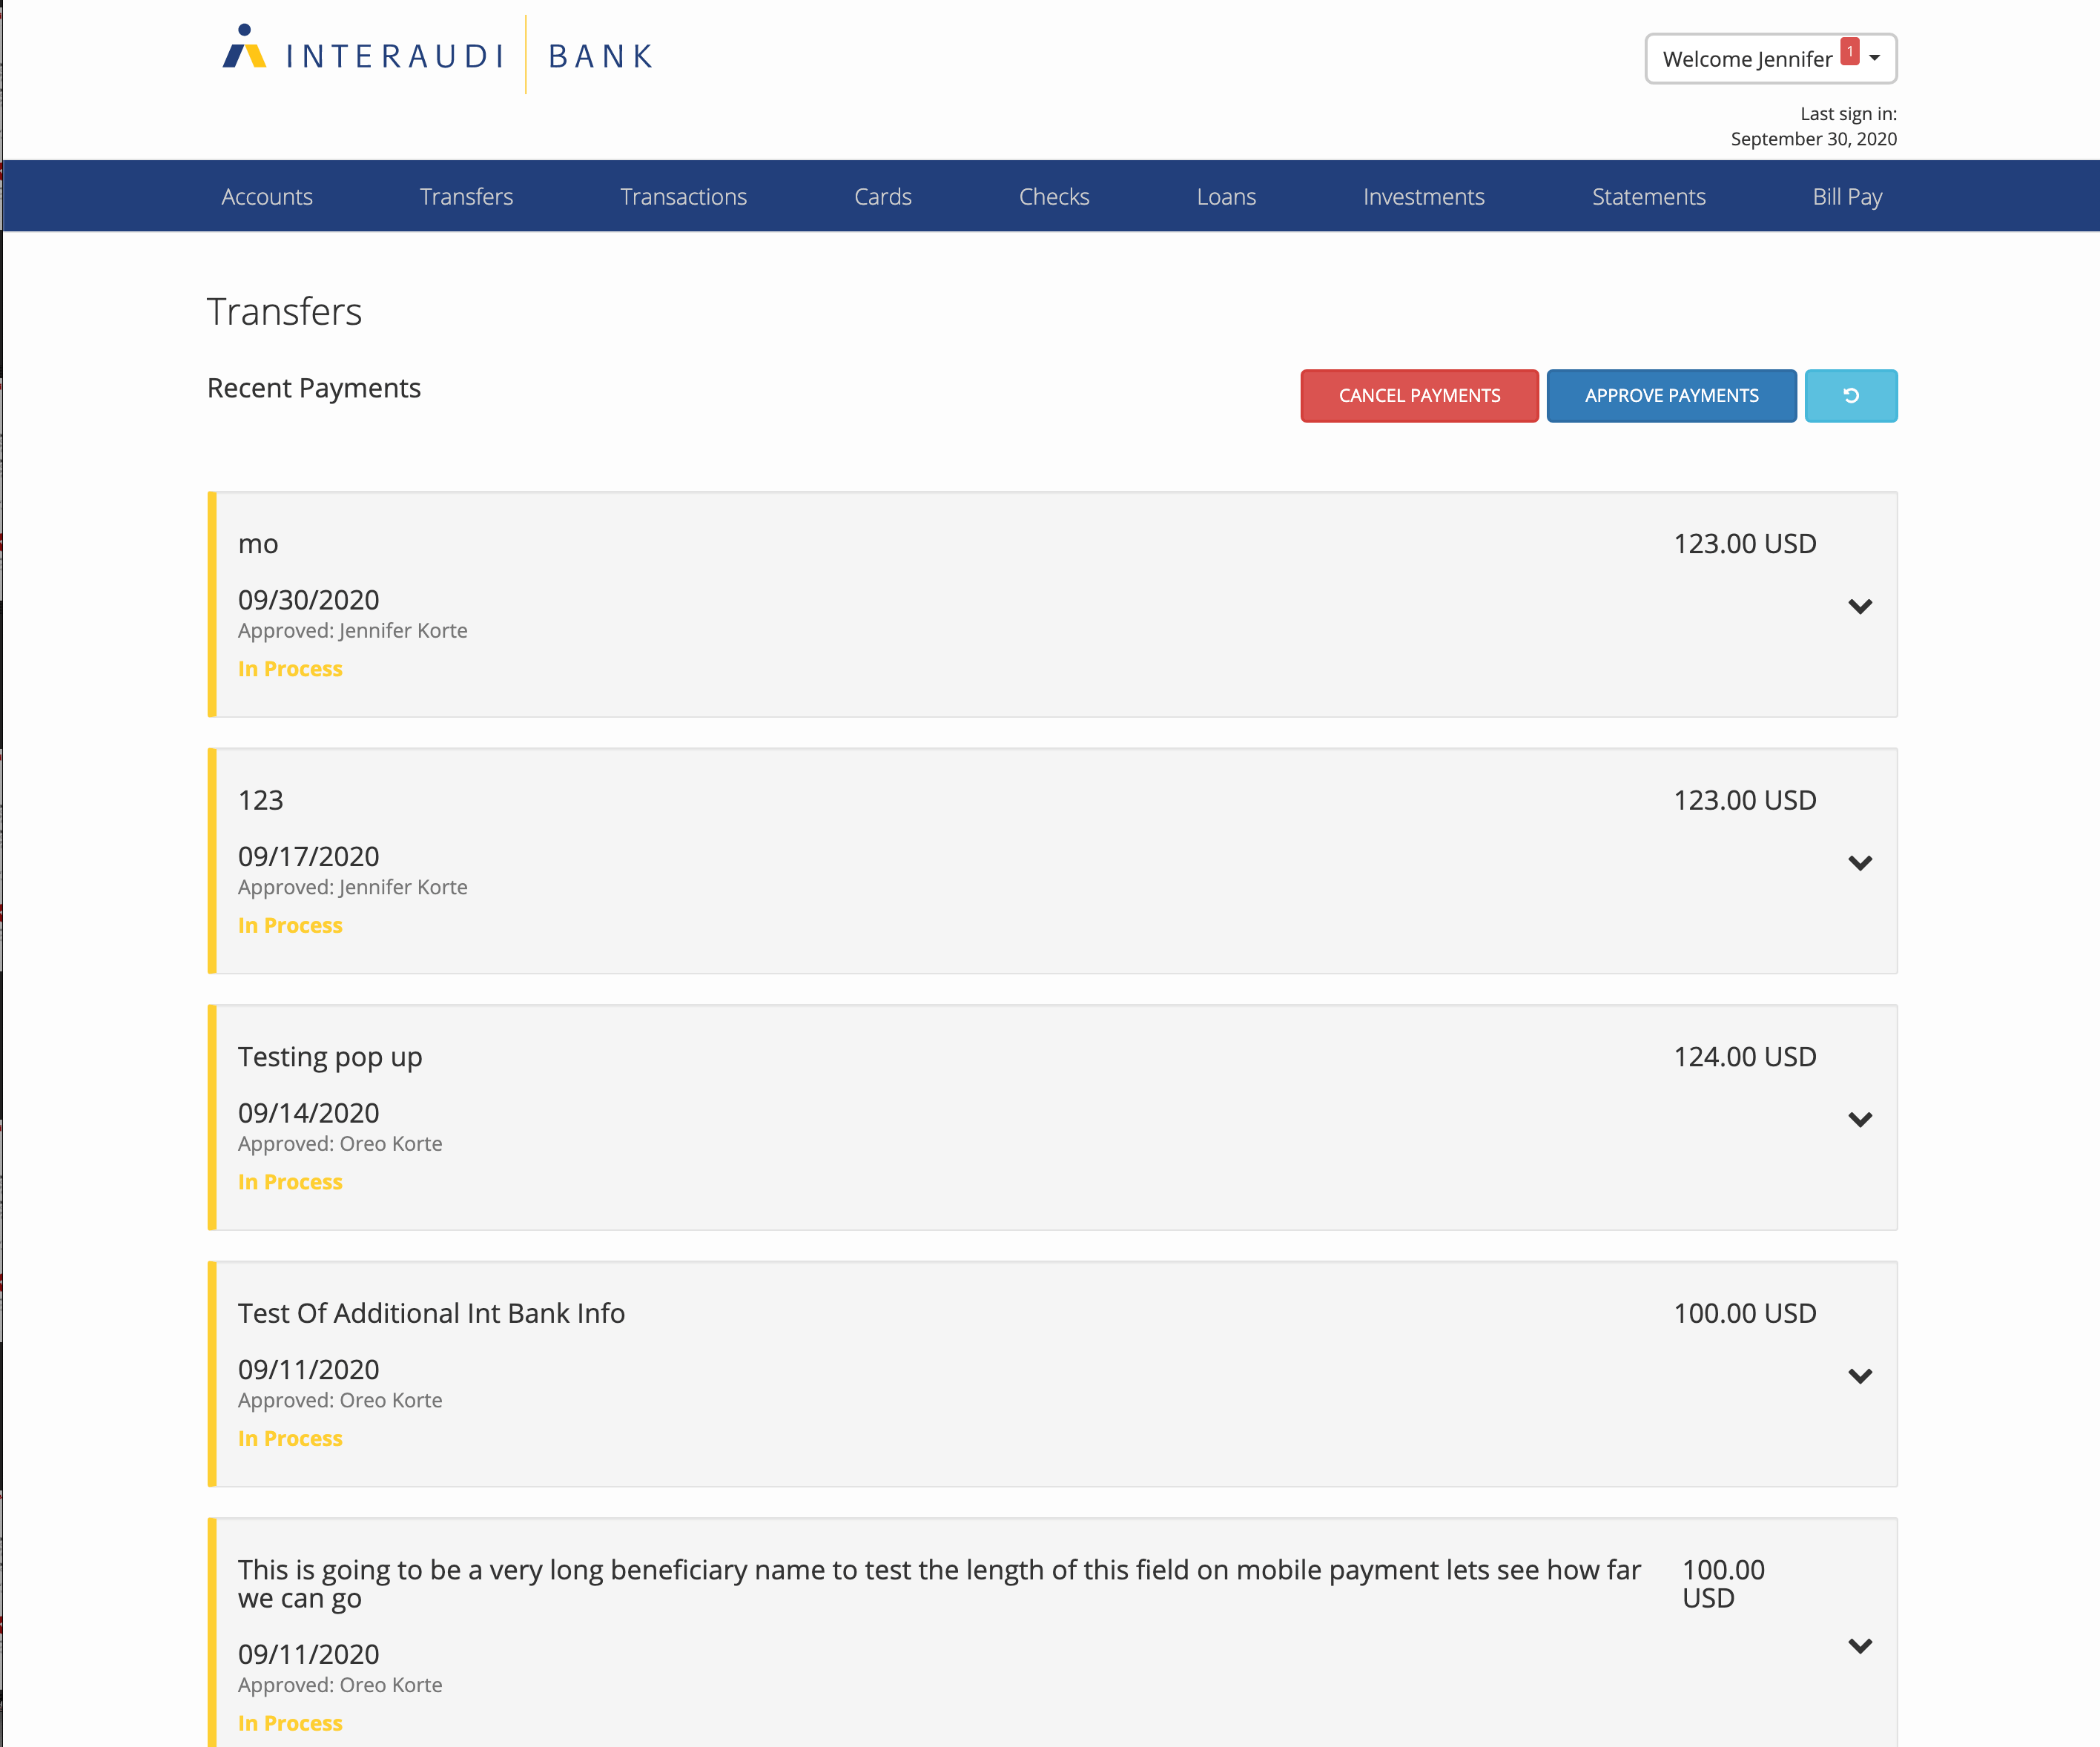 INTERAUDI BANK
Welcome Jennifer 1
Last sign in:
September 30, 2020
Accounts Transfers Transactions Cards Checks Loans Investments Statements Bill Pay
Transfers
Recent Payments
CANCEL PAYMENTS APPROVE PAYMENTS
mo 123.00 USD
09/30/2020
Approved: Jennifer Korte
In Process
123 123.00 USD
09/17/2020
Approved: Jennifer Korte
In Process
Testing pop up 124.00 USD
09/14/2020
Approved: Oreo Korte
In Process
Test Of Additional Int Bank Info 100.00 USD
09/11/2020
Approved: Oreo Korte
In Process
This is going to be a very long beneficiary name to test the length of this field on mobile payment lets see how far 100.00
we can go USD
09/11/2020
Approved: Oreo Korte
In Process